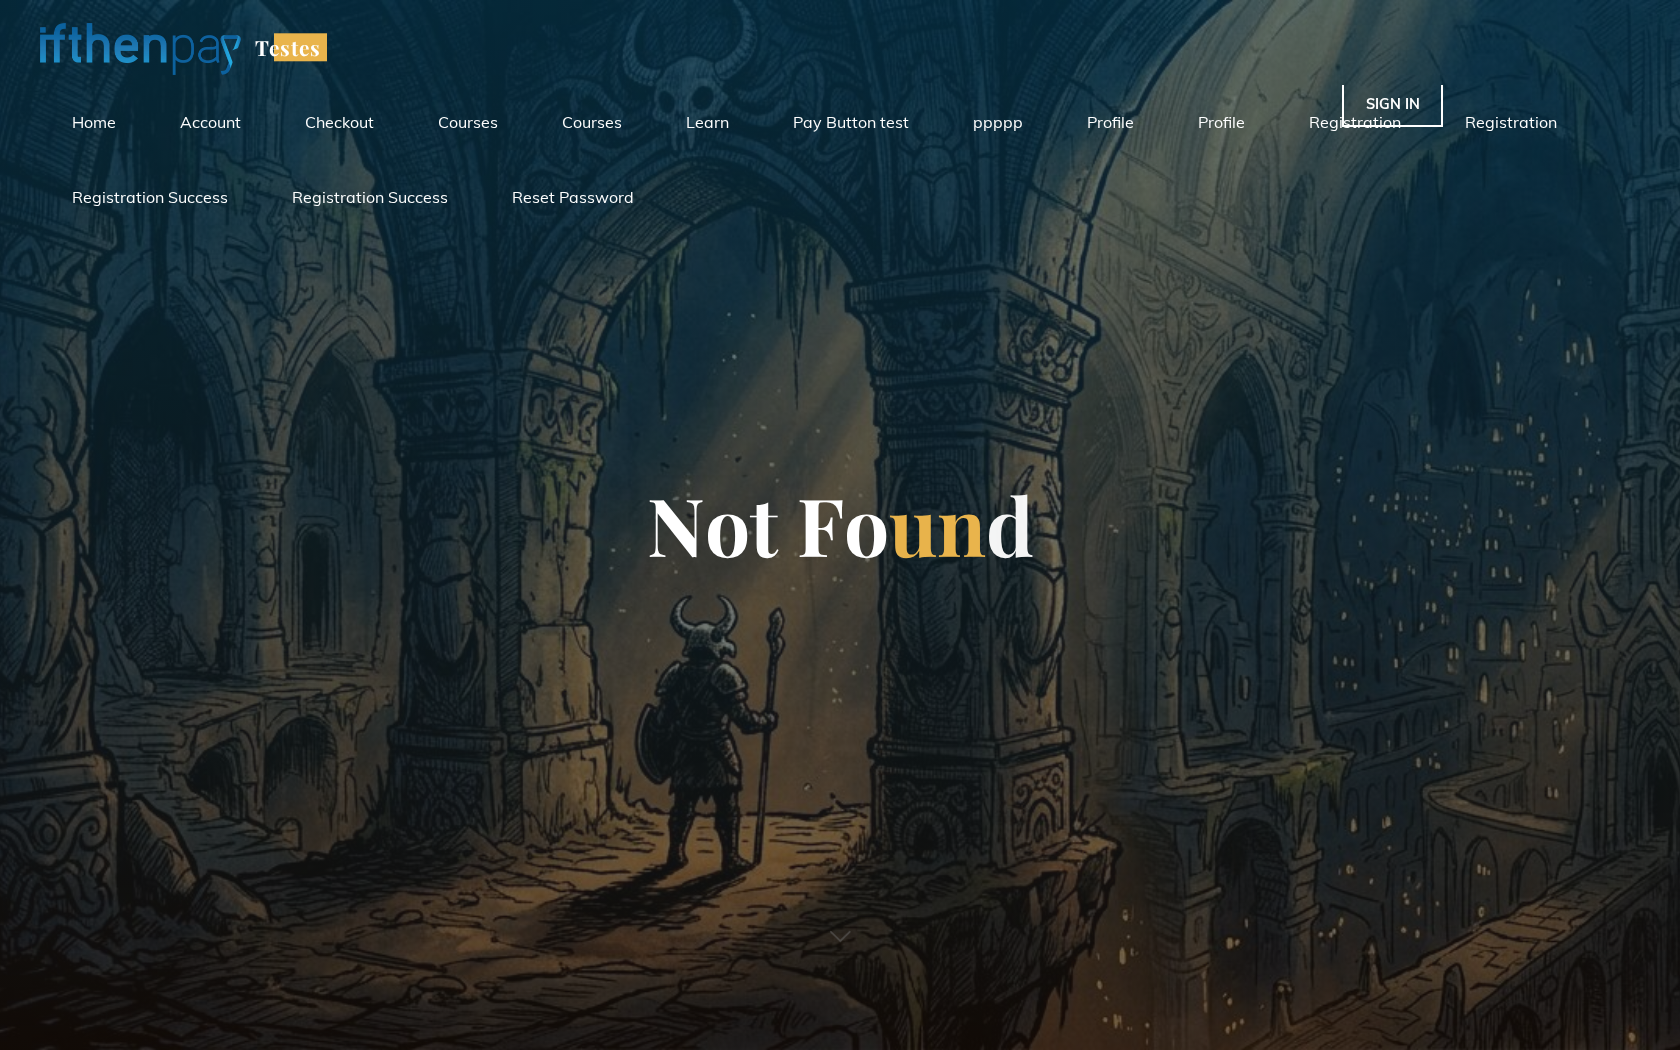 ifthenpay Testes
SIGN IN
Home Account Checkout Courses Courses Learn Pay Button test ppppp Profile Profile Registration Registration
Registration Success Registration Success Reset Password
Not Found